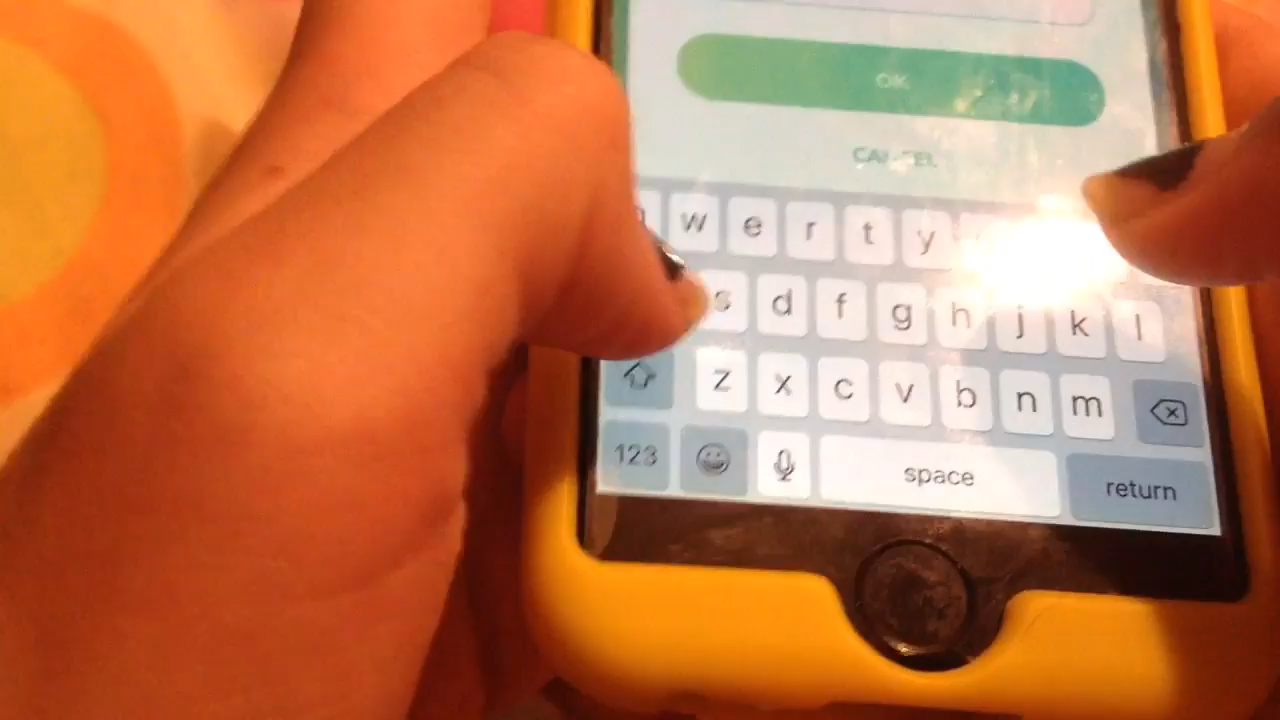 OK
CANCEL
w e r t y
s d f g h j k l
z x c v b n m
123 space return